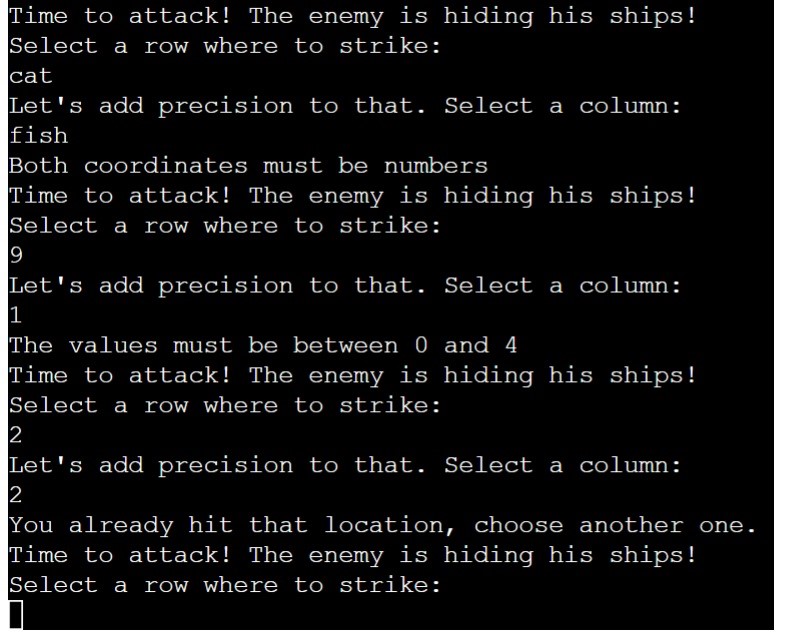 Time to attack! The enemy is hiding his ships!
Select a row where to strike:
cat
Let's add precision to that. Select a column:
fish
Both coordinates must be numbers
Time to attack! The enemy is hiding his ships!
Select a row where to strike:
9
Let's add precision to that. Select a column:
1
The values must be between 0 and 4
Time to attack! The enemy is hiding his ships!
Select a row where to strike:
2
Let's add precision to that. Select a column:
2
You already hit that location, choose another one.
Time to attack! The enemy is hiding his ships!
Select a row where to strike: